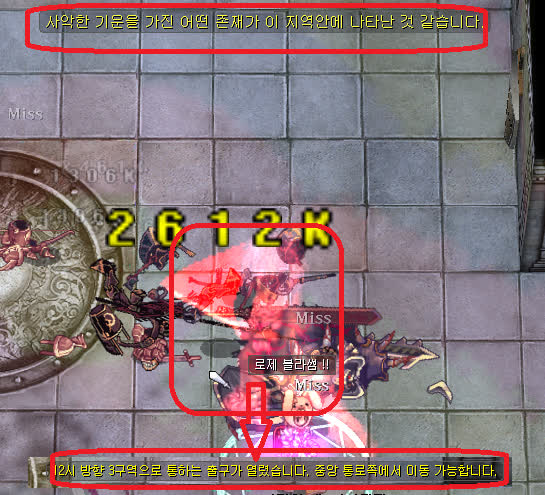 사악한 기운을 가진 어떤 존재가 이 지역안에 나타난 것 같습니다.
Miss
1306K
2612K
Miss
로제 블라썸 !!
Miss
12시 방향 3구역으로 통하는 출구가 열렸습니다. 중앙 통로쪽에서 이동 가능합니다.